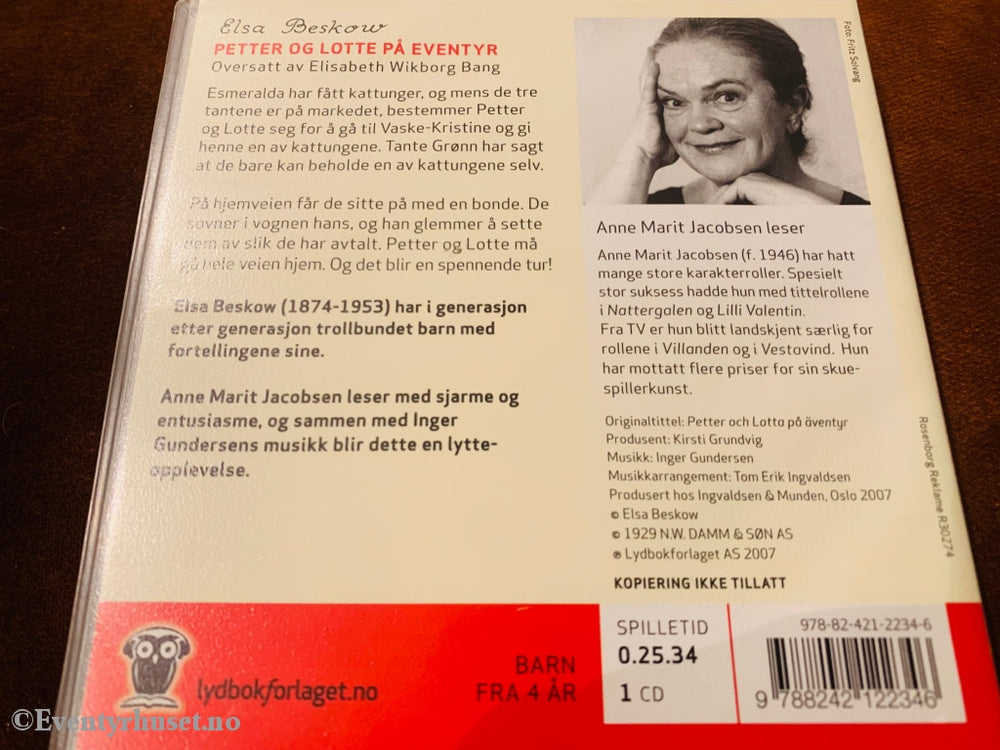 Elsa Beskow
PETTER OG LOTTE PÅ EVENTYR
Oversatt av Elisabeth Wikborg Bang
Esmeralda har fått kattunger, og mens de tre
tantene er på markedet, bestemmer Petter
og Lotte seg for å gå til Vaske-Kristine og gi
henne en av kattungene. Tante Grønn har sagt
at de bare kan beholde en av kattungene selv.
På hjemveien får de sitte på med en bonde. De
sovner i vognen hans, og han glemmer å sette
dem av slik de har avtalt. Petter og Lotte må
gå hele veien hjem. Og det blir en spennende tur!
Elsa Beskow (1874-1953) har i generasjon
etter generasjon trollbundet barn med
fortellingene sine.
Anne Marit Jacobsen leser med sjarme og
entusiasme, og sammen med Inger
Gundersens musikk blir dette en lytte-
opplevelse.
Foto: Fritz Solvang
Anne Marit Jacobsen leser
Anne Marit Jacobsen (f. 1946) har hatt
mange store karakterroller. Spesielt
stor suksess hadde hun med tittelrollene
i Nattergalen og Lilli Valentin.
Fra TV er hun blitt landskjent særlig for
rollene i Villanden og i Vestavind. Hun
har mottatt flere priser for sin skue-
spillerkunst.
Originaltittel: Petter och Lotta på äventyr
Produsent: Kirsti Grundvig
Musikk: Inger Gundersen
Musikkarrangement: Tom Erik Ingvaldsen
Produsert hos Ingvaldsen & Munden, Oslo 2007
© Elsa Beskow
© 1929 N.W. DAMM & SØN AS
℗ Lydbokforlaget AS 2007
KOPIERING IKKE TILLATT
Rosenborg Reklame R30274
lydbokforlaget.no
BARN
FRA 4 ÅR
SPILLETID
0.25.34
1 CD
978-82-421-2234-6
9 788242 122346
©Eventyrhuset.no